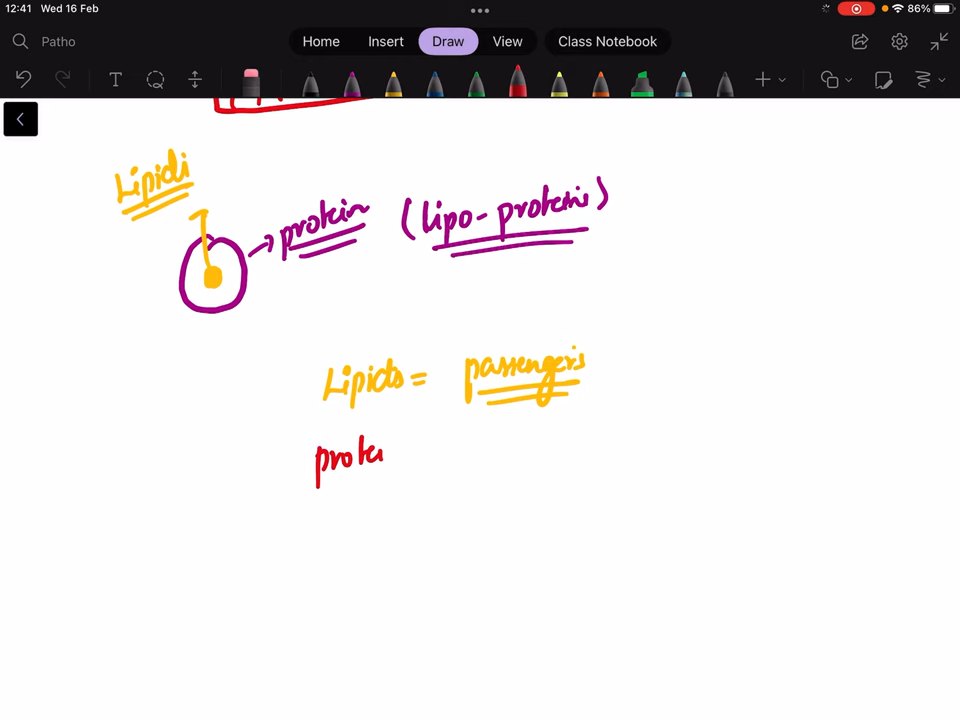 12:41 Wed 16 Feb 86%
Patho Home Insert Draw View Class Notebook
T
Lipidi
protein (lipo-proteins)
Lipids = passengers
prote